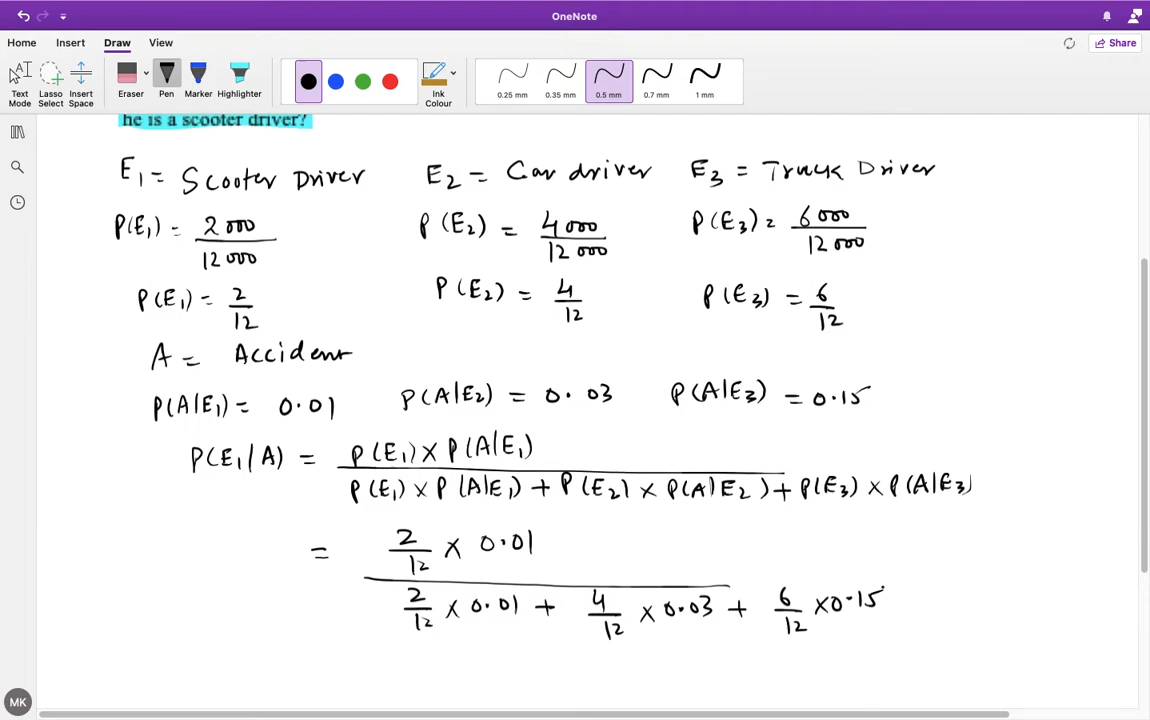 OneNote
Home Insert Draw View Share
Text Mode Lasso Select Insert Space Eraser Pen Marker Highlighter Ink Colour 0.25 mm 0.35 mm 0.5 mm 0.7 mm 1 mm
he is a scooter driver?
E₁ = Scooter Driver E₂ = Car driver E₃ = Truck Driver
P(E₁) = 2000/12000 P(E₂) = 4000/12000 P(E₃) = 6000/12000
P(E₁) = 2/12 P(E₂) = 4/12 P(E₃) = 6/12
A = Accident
P(A|E₁) = 0.01 P(A|E₂) = 0.03 P(A|E₃) = 0.15
P(E₁/A) = P(E₁) × P(A|E₁)
P(E₁) × P(A|E₁) + P(E₂) × P(A|E₂) + P(E₃) × P(A|E₃)
= 2/12 × 0.01
2/12 × 0.01 + 4/12 × 0.03 + 6/12 × 0.15
MK